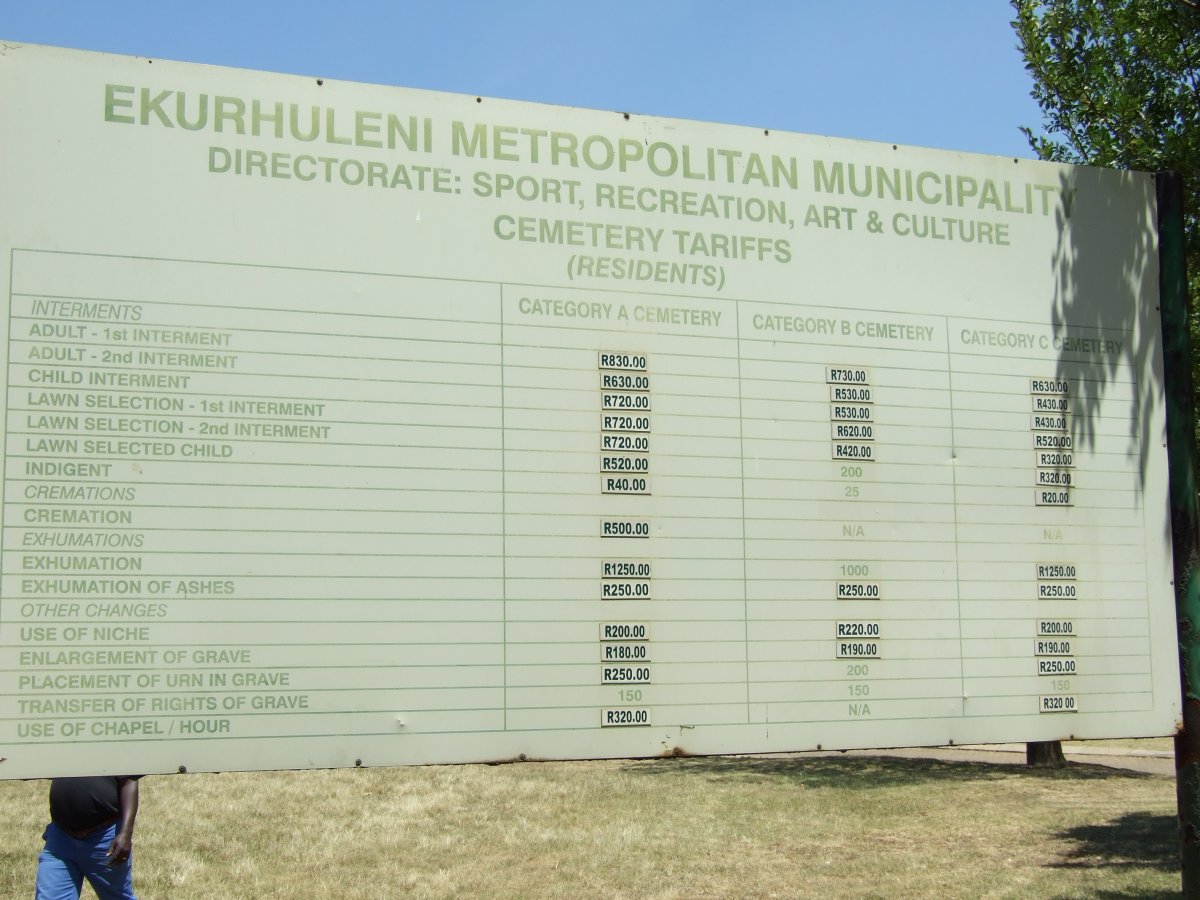 EKURHULENI METROPOLITAN MUNICIPALITY
DIRECTORATE: SPORT, RECREATION, ART & CULTURE
CEMETERY TARIFFS
(RESIDENTS)
INTERMENTS CATEGORY A CEMETERY CATEGORY B CEMETERY CATEGORY C CEMETERY
ADULT - 1st INTERMENT R830.00 R730.00 R630.00
ADULT - 2nd INTERMENT R630.00 R530.00 R430.00
CHILD INTERMENT R720.00 R530.00 R430.00
LAWN SELECTION - 1st INTERMENT R720.00 R620.00 R520.00
LAWN SELECTION - 2nd INTERMENT R720.00 R420.00 R320.00
LAWN SELECTED CHILD R520.00 200 R320.00
INDIGENT R40.00 25 R20.00
CREMATIONS
CREMATION R500.00 N/A N/A
EXHUMATIONS
EXHUMATION R1250.00 1000 R1250.00
EXHUMATION OF ASHES R250.00 R250.00 R250.00
OTHER CHANGES
USE OF NICHE R200.00 R220.00 R200.00
ENLARGEMENT OF GRAVE R180.00 R190.00 R190.00
PLACEMENT OF URN IN GRAVE R250.00 200 R250.00
TRANSFER OF RIGHTS OF GRAVE 150 150 150
USE OF CHAPEL / HOUR R320.00 N/A R320 00